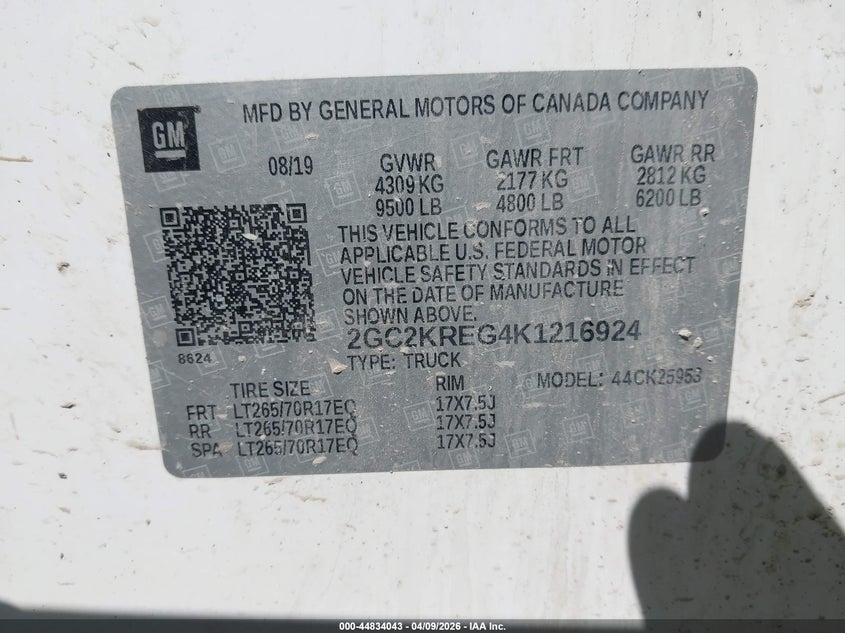 GM
MFD BY GENERAL MOTORS OF CANADA COMPANY
08/19 GVWR GAWR FRT GAWR RR
4309 KG 2177 KG 2812 KG
9500 LB 4800 LB 6200 LB
THIS VEHICLE CONFORMS TO ALL
APPLICABLE U.S. FEDERAL MOTOR
VEHICLE SAFETY STANDARDS IN EFFECT
ON THE DATE OF MANUFACTURE
SHOWN ABOVE.
2GC2KREG4K1216924
8624
TYPE: TRUCK
TIRE SIZE RIM MODEL: 44CK25953
FRT LT265/70R17EQ 17X7.5J
RR LT265/70R17EQ 17X7.5J
SPA LT265/70R17EQ 17X7.5J
000-44834043 - 04/09/2026 - IAA Inc.